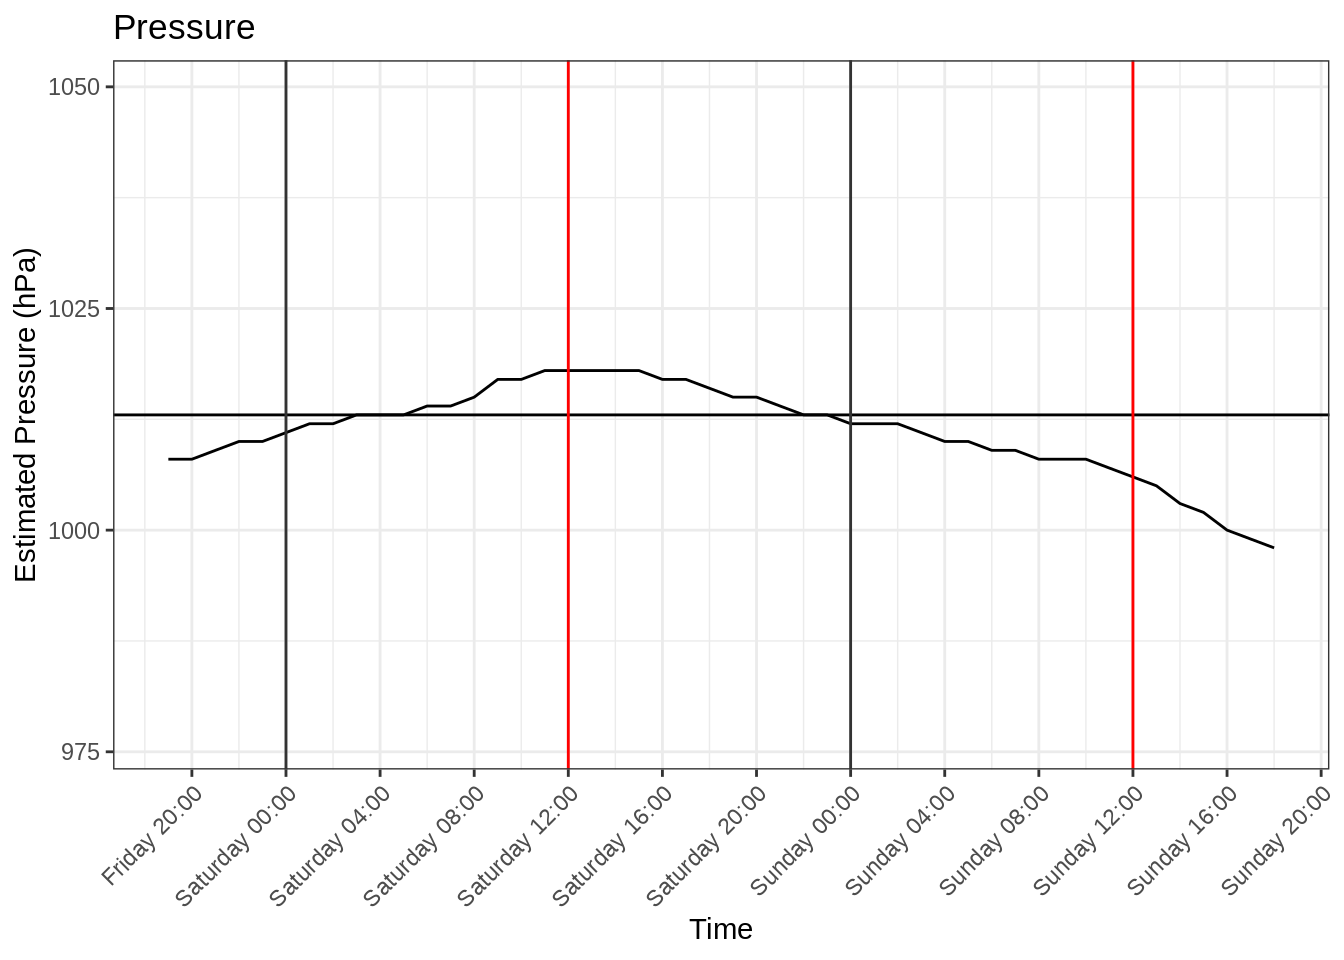 Pressure
Estimated Pressure (hPa)
1050
1025
1000
975
Friday 20:00
Saturday 00:00
Saturday 04:00
Saturday 08:00
Saturday 12:00
Saturday 16:00
Saturday 20:00
Sunday 00:00
Sunday 04:00
Sunday 08:00
Sunday 12:00
Sunday 16:00
Sunday 20:00
Time